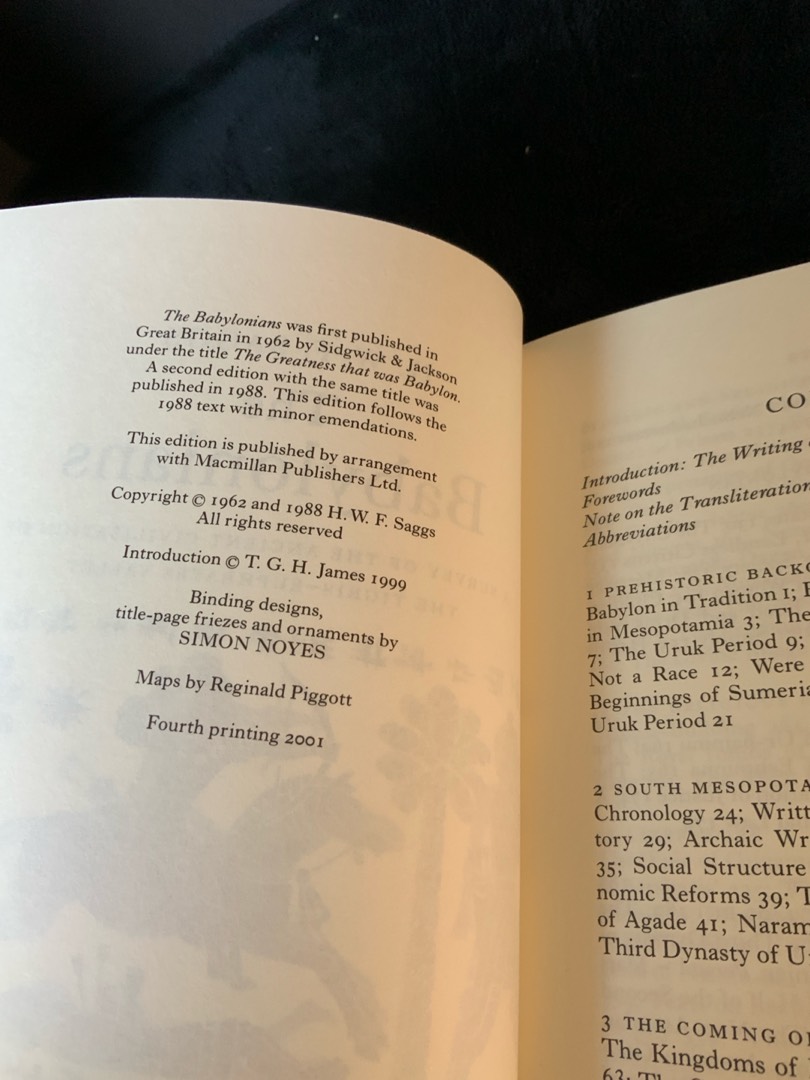 The Babylonians was first published in
Great Britain in 1962 by Sidgwick & Jackson
under the title The Greatness that was Babylon.
A second edition with the same title was
published in 1988. This edition follows the
1988 text with minor emendations.
This edition is published by arrangement
with Macmillan Publishers Ltd.
Copyright © 1962 and 1988 H. W. F. Saggs
All rights reserved
Introduction © T. G. H. James 1999
Binding designs,
title-page friezes and ornaments by
SIMON NOYES
Maps by Reginald Piggott
Fourth printing 2001
CO
Introduction: The Writing
Forewords
Note on the Transliteration
Abbreviations
1 PREHISTORIC BACKG
Babylon in Tradition 1;
in Mesopotamia 3; The
7; The Uruk Period 9;
Not a Race 12; Were
Beginnings of Sumeria
Uruk Period 21
2 SOUTH MESOPOTA
Chronology 24; Writt
tory 29; Archaic Wr
35; Social Structure
nomic Reforms 39; T
of Agade 41; Naram
Third Dynasty of U
3 THE COMING O
The Kingdoms of